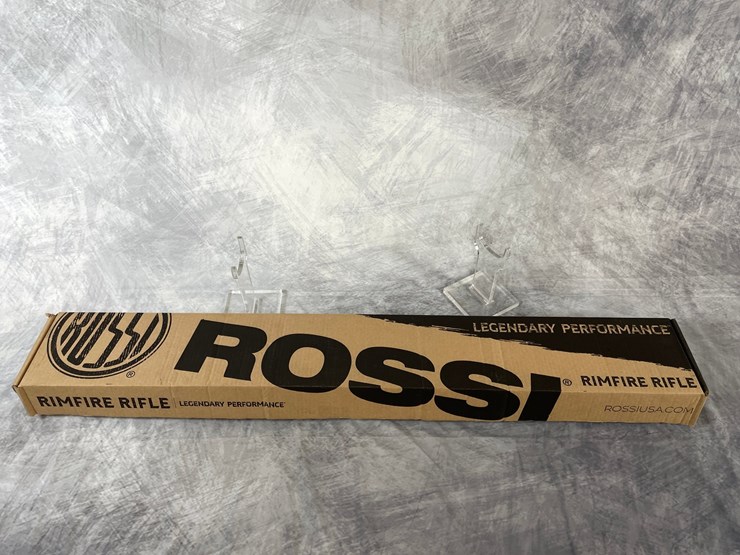 ROSSI
®
LEGENDARY PERFORMANCE
ROSSI® RIMFIRE RIFLE
RIMFIRE RIFLE LEGENDARY PERFORMANCE
ROSSIUSA.COM